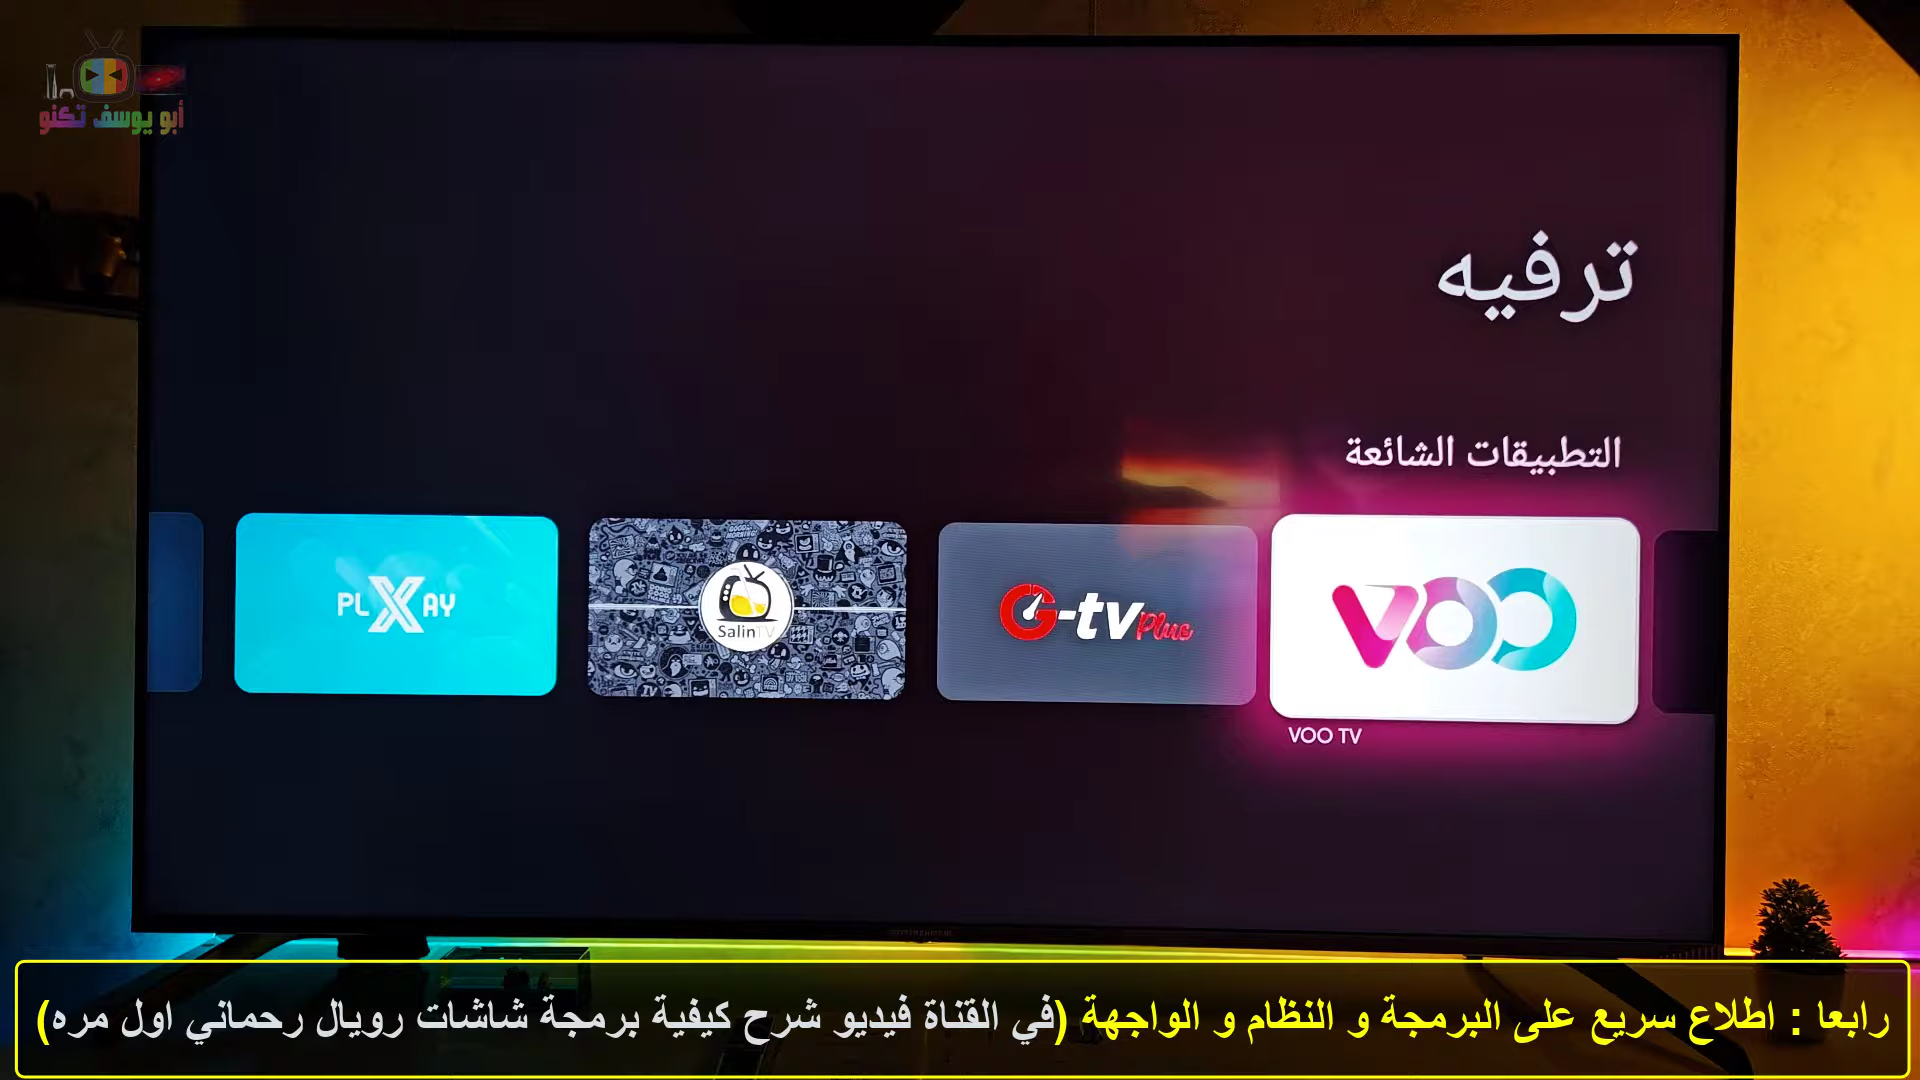 أبو يوسف تكنو
ترفيه
التطبيقات الشائعة
PLXAY
SalinTV
G-tv Plus
VOO
VOO TV
رابعا : اطلاع سريع على البرمجة و النظام و الواجهة (في القناة فيديو شرح كيفية برمجة شاشات رويال رحماني اول مره)